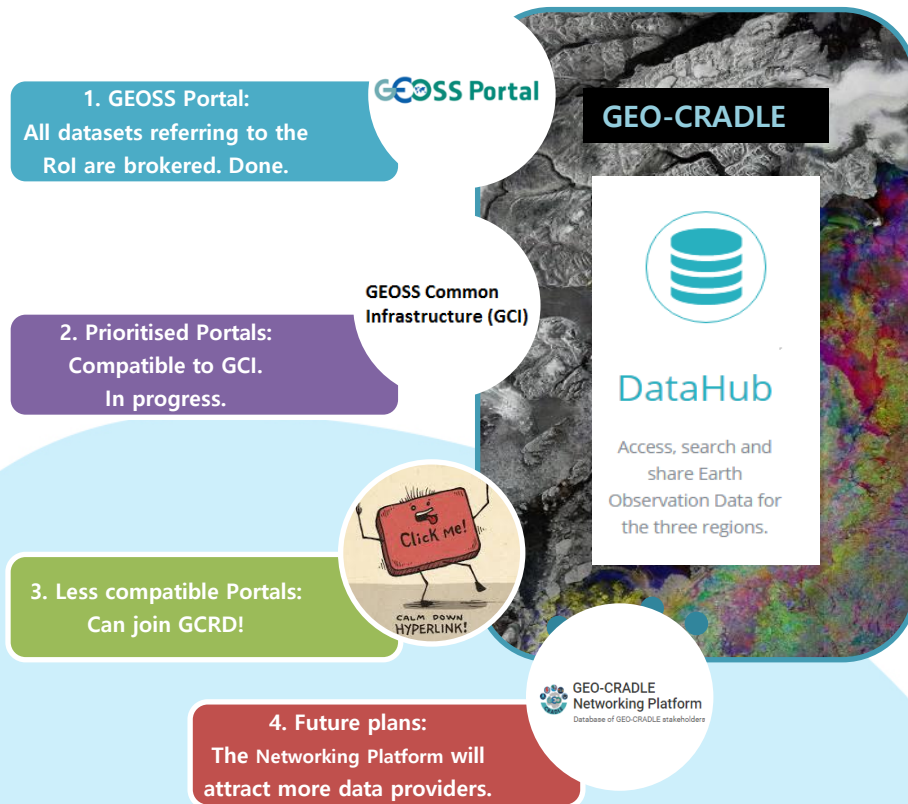 1. GEOSS Portal:
All datasets referring to the
RoI are brokered. Done.
GEOSS Portal
GEO-CRADLE
DataHub
Access, search and
share Earth
Observation Data for
the three regions.
GEOSS Common
Infrastructure (GCI)
2. Prioritised Portals:
Compatible to GCI.
In progress.
Click Me!
CALM DOWN
HYPERLINK!
3. Less compatible Portals:
Can join GCRD!
GEO-CRADLE
Networking Platform
Database of GEO-CRADLE stakeholders
4. Future plans:
The Networking Platform will
attract more data providers.